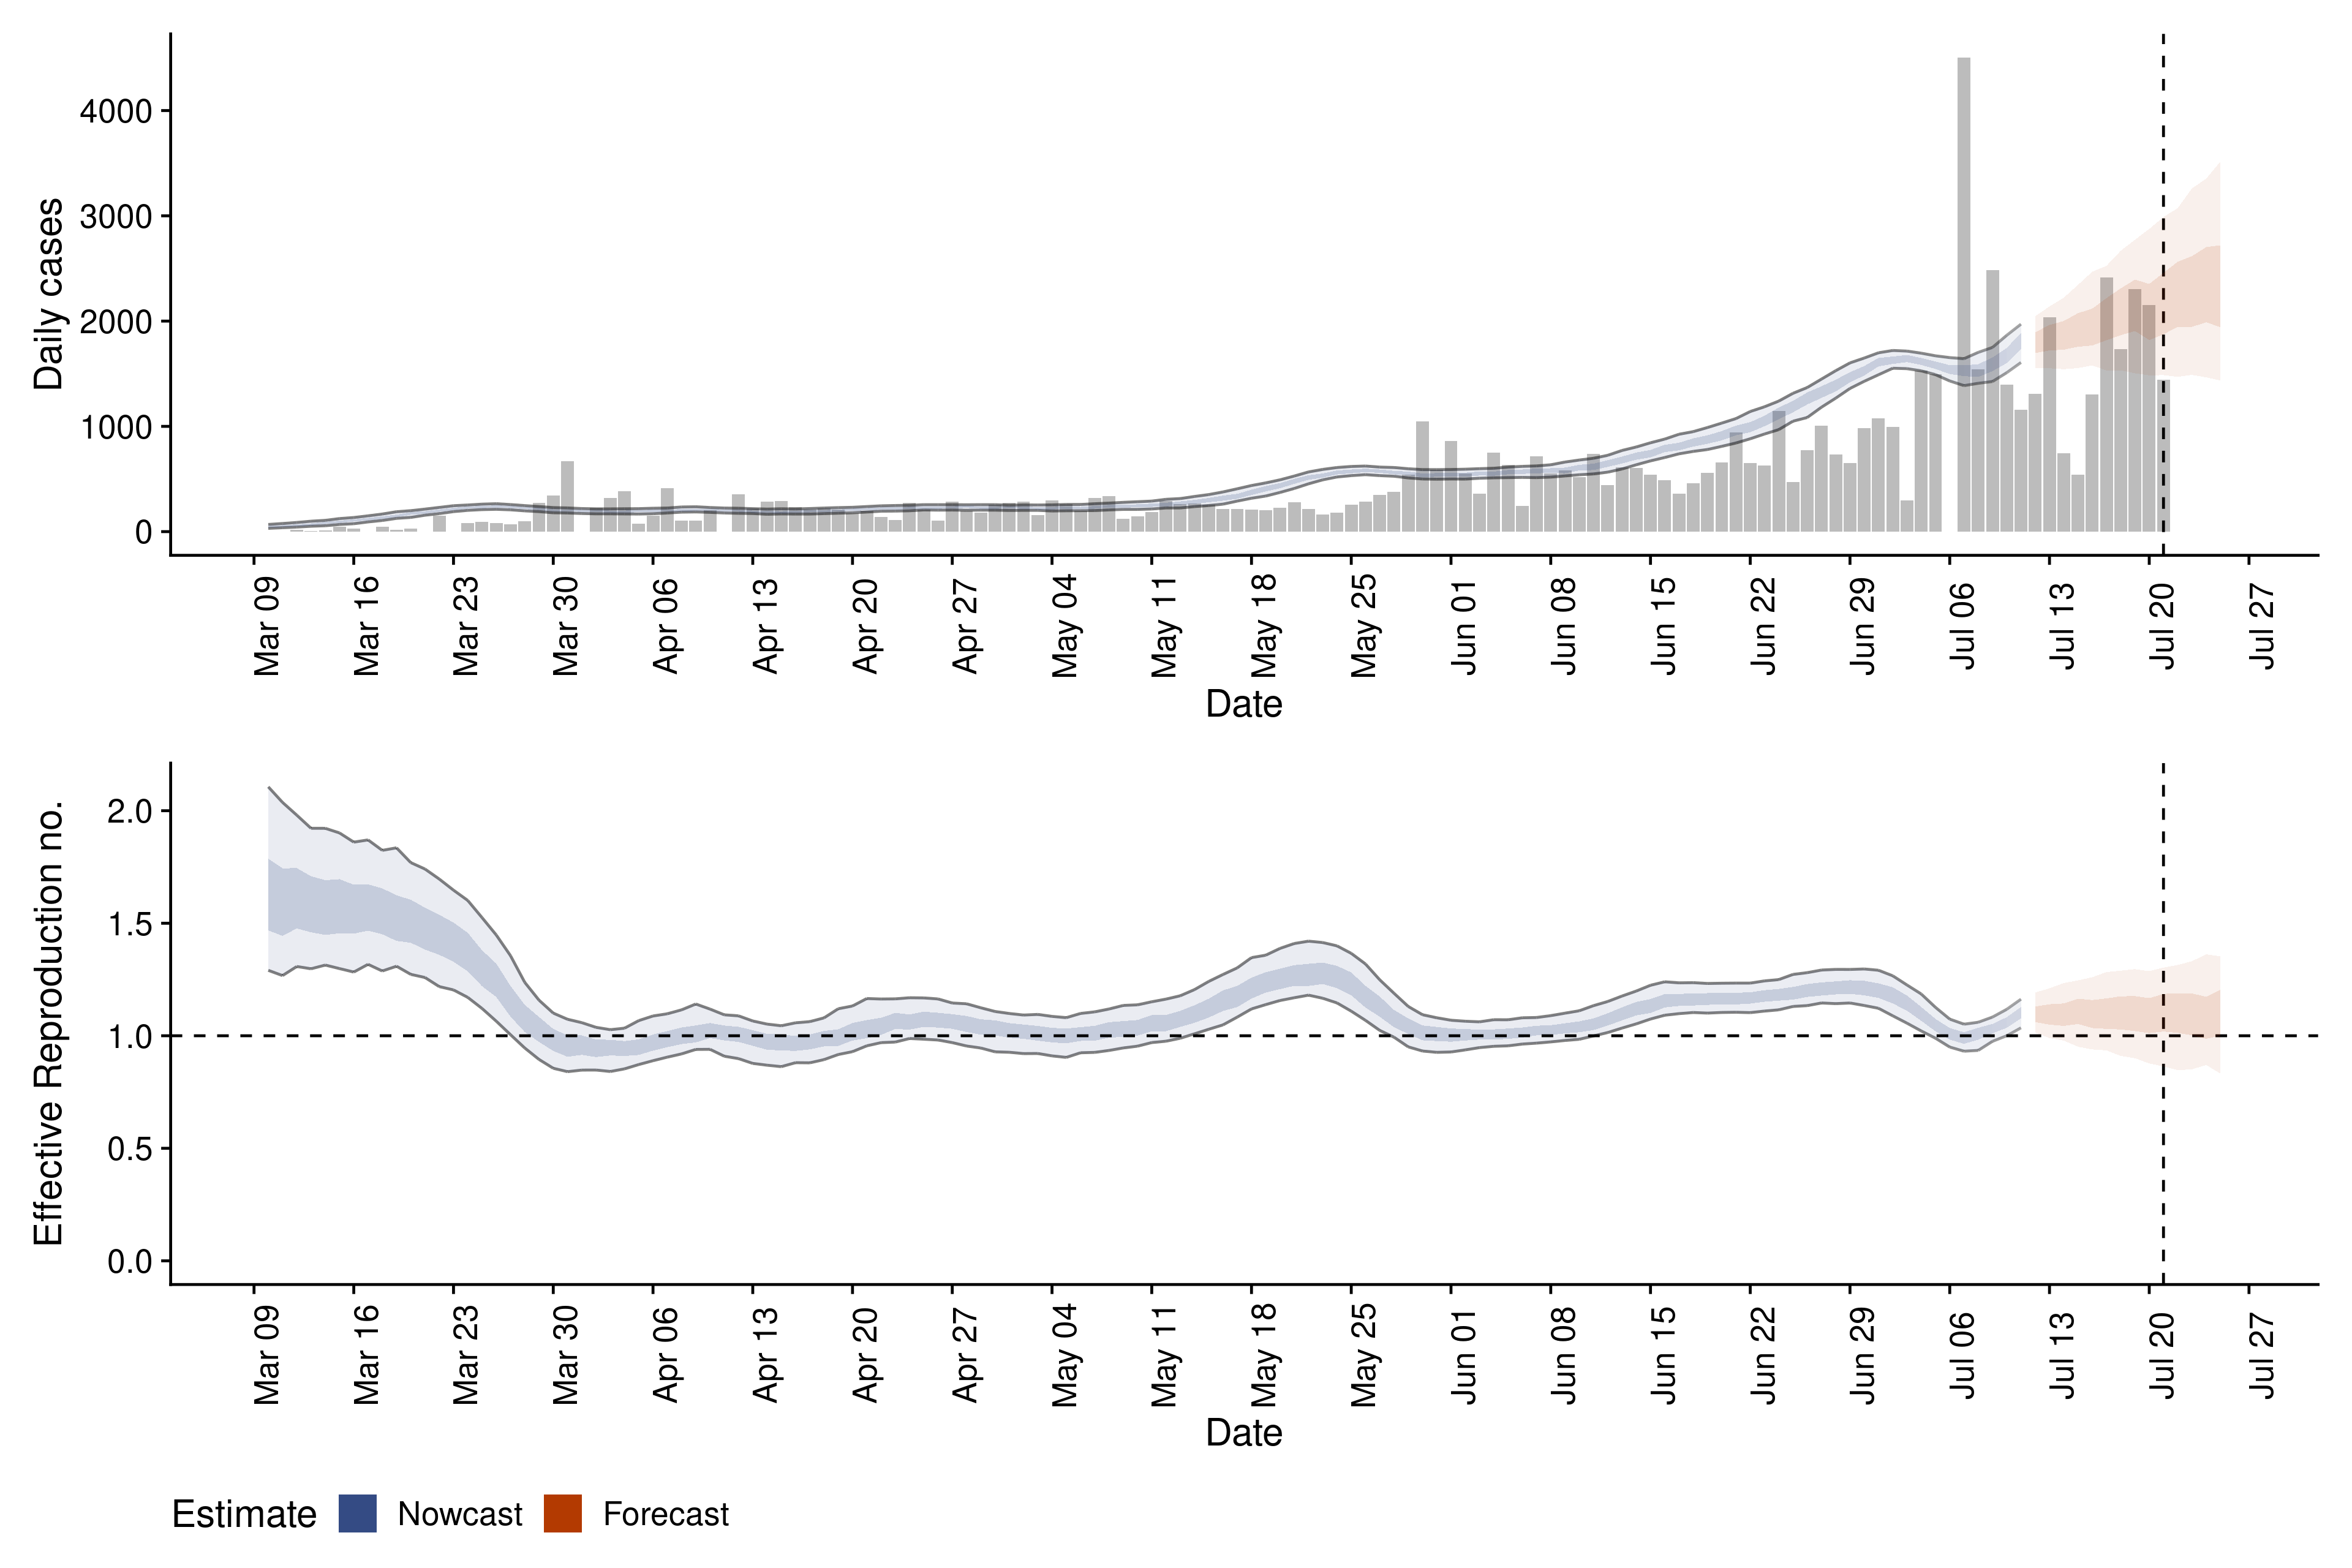 Daily cases
4000
3000
2000
1000
0
Mar 09
Mar 16
Mar 23
Mar 30
Apr 06
Apr 13
Apr 20
Apr 27
May 04
May 11
May 18
May 25
Jun 01
Jun 08
Jun 15
Jun 22
Jun 29
Jul 06
Jul 13
Jul 20
Jul 27
Date
Effective Reproduction no.
2.0
1.5
1.0
0.5
0.0
Mar 09
Mar 16
Mar 23
Mar 30
Apr 06
Apr 13
Apr 20
Apr 27
May 04
May 11
May 18
May 25
Jun 01
Jun 08
Jun 15
Jun 22
Jun 29
Jul 06
Jul 13
Jul 20
Jul 27
Date
Estimate Nowcast Forecast